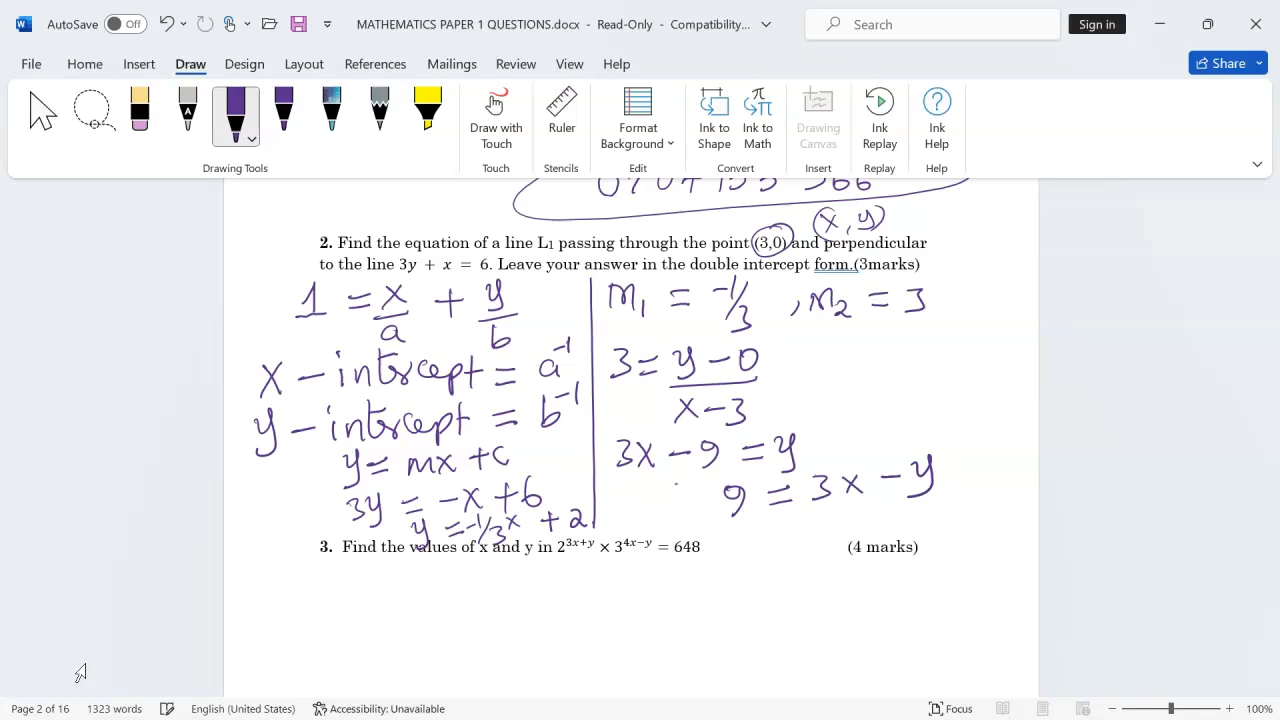 AutoSave Off MATHEMATICS PAPER 1 QUESTIONS.docx - Read-Only - Compatibility... Search Sign in
File Home Insert Draw Design Layout References Mailings Review View Help Share
Draw with Touch Ruler Format Background Ink to Shape Ink to Math Drawing Canvas Ink Replay Ink Help
Drawing Tools Touch Stencils Edit Convert Insert Replay Help
(x, y)
2. Find the equation of a line L₁ passing through the point (3,0) and perpendicular
to the line 3y + x = 6. Leave your answer in the double intercept form.(3marks)
1 = x/a + y/b
x - intercept = a⁻¹
y - intercept = b⁻¹
y = mx + c
3y = -x + 6
y = -1/3 x + 2
m₁ = -1/3 , m₂ = 3
3 = y - 0 / x - 3
3x - 9 = y
9 = 3x - y
3. Find the values of x and y in 2³ˣ⁺ʸ × 3⁴ˣ⁻ʸ = 648 (4 marks)
Page 2 of 16 1323 words English (United States) Accessibility: Unavailable Focus 100%